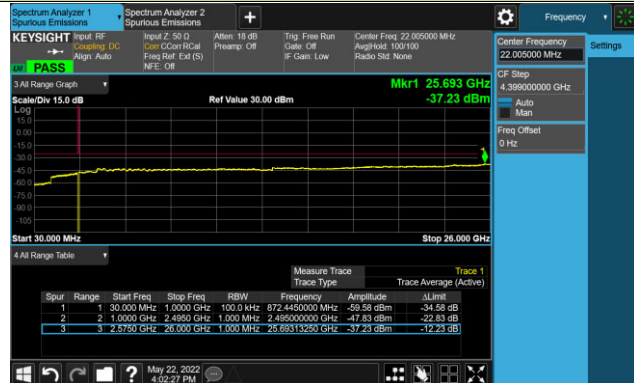 Spectrum Analyzer 1
Spurious Emissions
Spectrum Analyzer 2
Spurious Emissions
+
Frequency
KEYSIGHT
Input: RF
Coupling: DC
Align: Auto
Input Z: 50 Ω
Corr CCorr RCal
Freq Ref: Ext (S)
NFE: Off
Atten: 18 dB
Preamp: Off
Trig: Free Run
Gate: Off
IF Gain: Low
Center Freq: 22.005000 MHz
Avg|Hold: 100/100
Radio Std: None
PASS
Center Frequency
22.005000 MHz
Settings
CF Step
4.399000000 GHz
Auto
Man
Freq Offset
0 Hz
3 All Range Graph
Mkr1 25.693 GHz
Scale/Div 15.0 dB
Ref Value 30.00 dBm
-37.23 dBm
Log
15.0
0.00
-15.0
-30.0
-45.0
-60.0
-75.0
-90.0
-105
Start 30.000 MHz
Stop 26.000 GHz
4 All Range Table
Measure Trace Trace 1
Trace Type Trace Average (Active)
Spur Range Start Freq Stop Freq RBW Frequency Amplitude ΔLimit
1 1 30.000 MHz 1.0000 GHz 100.0 kHz 872.4450000 MHz -59.58 dBm -34.58 dB
2 2 1.0000 GHz 2.4950 GHz 1.000 MHz 2.495000000 GHz -47.83 dBm -22.83 dB
3 3 2.5750 GHz 26.000 GHz 1.000 MHz 25.69313250 GHz -37.23 dBm -12.23 dB
?
May 22, 2022
4:02:27 PM